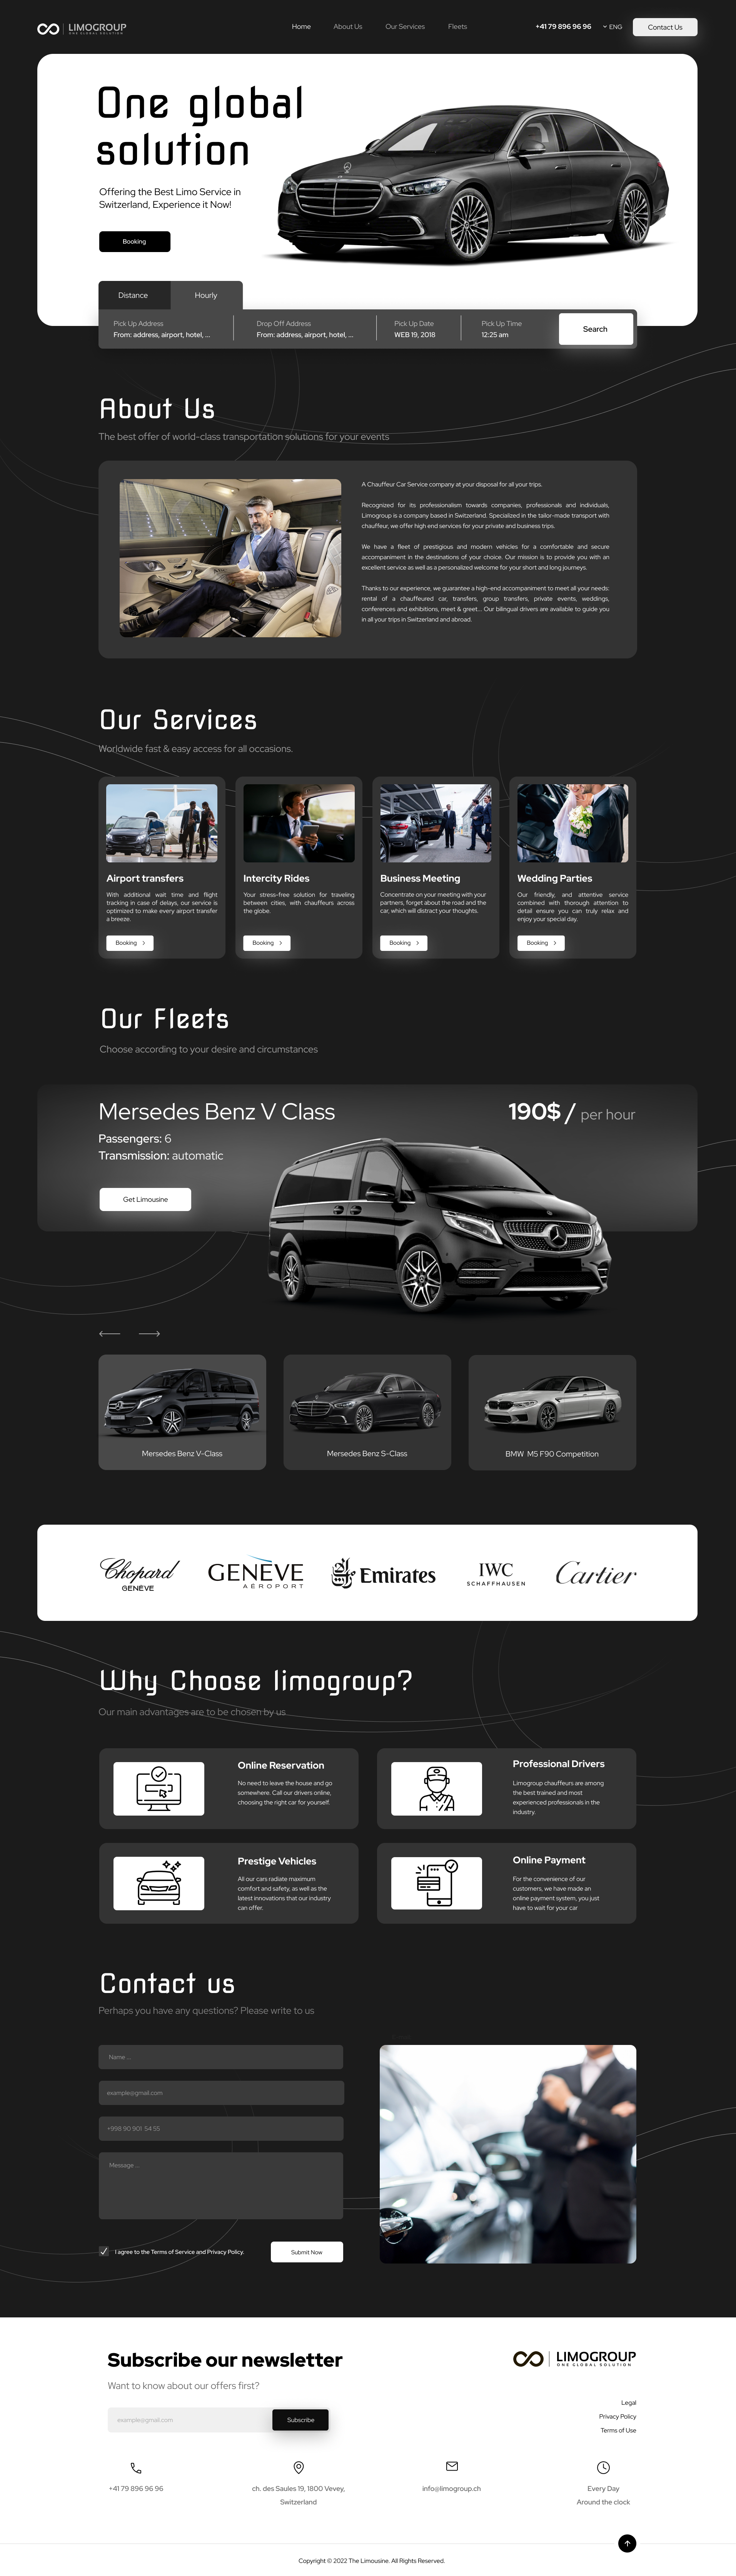 LIMOGROUP
ONE GLOBAL SOLUTION
Home
About Us
Our Services
Fleets
+41 79 896 96 96
ENG
Contact Us
One global
solution
Offering the Best Limo Service in
Switzerland, Experience it Now!
Booking
Distance
Hourly
Pick Up Address
From: address, airport, hotel, ...
Drop Off Address
From: address, airport, hotel, ...
Pick Up Date
WEB 19, 2018
Pick Up Time
12:25 am
Search
About Us
The best offer of world-class transportation solutions for your events
A Chauffeur Car Service company at your disposal for all your trips.
Recognized for its professionalism towards companies, professionals and individuals,
Limogroup is a company based in Switzerland. Specialized in the tailor-made transport with
chauffeur, we offer high end services for your private and business trips.
We have a fleet of prestigious and modern vehicles for a comfortable and secure
accompaniment in the destinations of your choice. Our mission is to provide you with an
excellent service as well as a personalized welcome for your short and long journeys.
Thanks to our experience, we guarantee a high-end accompaniment to meet all your needs:
rental of a chauffeured car, transfers, group transfers, private events, weddings,
conferences and exhibitions, meet & greet... Our bilingual drivers are available to guide you
in all your trips in Switzerland and abroad.
Our Services
Worldwide fast & easy access for all occasions.
Airport transfers
With additional wait time and flight
tracking in case of delays, our service is
optimized to make every airport transfer
a breeze.
Booking
Intercity Rides
Your stress-free solution for traveling
between cities, with chauffeurs across
the globe.
Booking
Business Meeting
Concentrate on your meeting with your
partners, forget about the road and the
car, which will distract your thoughts.
Booking
Wedding Parties
Our friendly, and attentive service
combined with thorough attention to
detail ensure you can truly relax and
enjoy your special day.
Booking
Our Fleets
Choose according to your desire and circumstances
Mersedes Benz V Class
190$ / per hour
Passengers: 6
Transmission: automatic
Get Limousine
Mersedes Benz V-Class
Mersedes Benz S-Class
BMW M5 F90 Competition
Chopard
GENÈVE
GENÈVE
AÉROPORT
Emirates
IWC
SCHAFFHAUSEN
Cartier
Why Choose limogroup?
Our main advantages are to be chosen by us
Online Reservation
No need to leave the house and go
somewhere. Call our drivers online,
choosing the right car for yourself.
Professional Drivers
Limogroup chauffeurs are among
the best trained and most
experienced professionals in the
industry.
Prestige Vehicles
All our cars radiate maximum
comfort and safety, as well as the
latest innovations that our industry
can offer.
Online Payment
For the convenience of our
customers, we have made an
online payment system, you just
have to wait for your car
Contact us
Perhaps you have any questions? Please write to us
Name ...
example@gmail.com
+998 90 901 54 55
Message ...
I agree to the Terms of Service and Privacy Policy.
Submit Now
Subscribe our newsletter
Want to know about our offers first?
example@gmail.com
Subscribe
LIMOGROUP
ONE GLOBAL SOLUTION
Legal
Privacy Policy
Terms of Use
+41 79 896 96 96
ch. des Saules 19, 1800 Vevey,
Switzerland
info@limogroup.ch
Every Day
Around the clock
Copyright © 2022 The Limousine. All Rights Reserved.